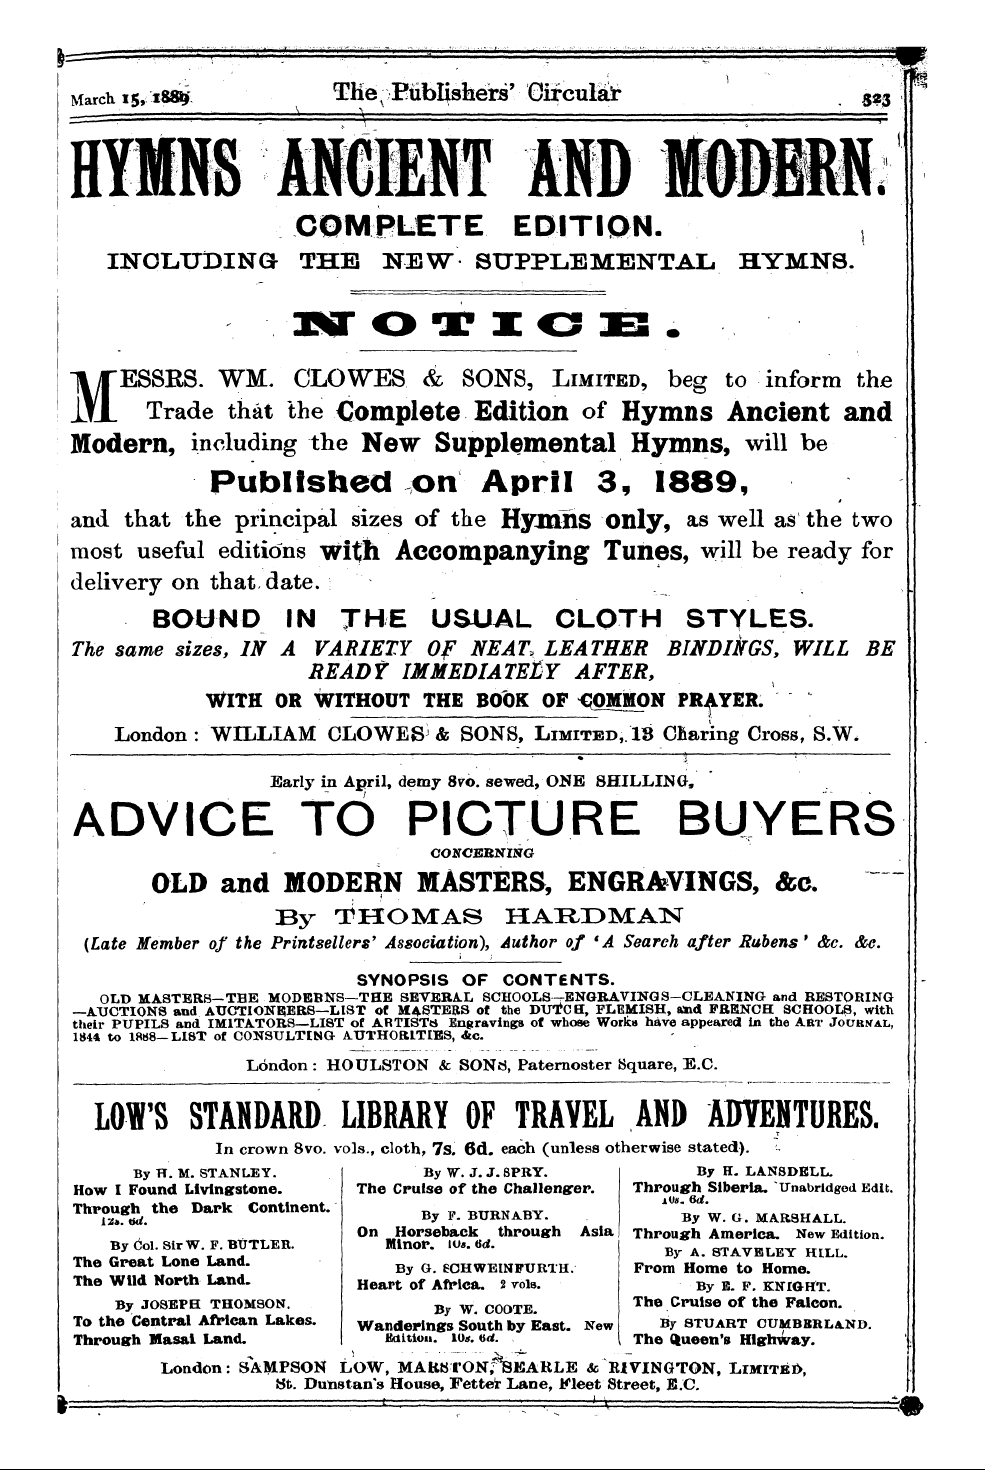 March 15, 1889. The Publishers' Circular 323
HYMNS ANCIENT AND MODERN.
COMPLETE EDITION.
INCLUDING THE NEW SUPPLEMENTAL HYMNS.
NOTICE.
MESSRS. WM. CLOWES & SONS, LIMITED, beg to inform the
Trade that the Complete Edition of Hymns Ancient and
Modern, including the New Supplemental Hymns, will be
Published on April 3, 1889,
and that the principal sizes of the Hymns only, as well as the two
most useful editions with Accompanying Tunes, will be ready for
delivery on that date.
BOUND IN THE USUAL CLOTH STYLES.
The same sizes, IN A VARIETY OF NEAT LEATHER BINDINGS, WILL BE
READY IMMEDIATELY AFTER,
WITH OR WITHOUT THE BOOK OF COMMON PRAYER.
London: WILLIAM CLOWES & SONS, LIMITED, 13 Charing Cross, S.W.
Early in April, demy 8vo. sewed, ONE SHILLING,
ADVICE TO PICTURE BUYERS
CONCERNING
OLD and MODERN MASTERS, ENGRAVINGS, &c.
By THOMAS HARDMAN
(Late Member of the Printsellers' Association), Author of 'A Search after Rubens' &c. &c.
SYNOPSIS OF CONTENTS.
OLD MASTERS—THE MODERNS—THE SEVERAL SCHOOLS—ENGRAVINGS—CLEANING and RESTORING
—AUCTIONS and AUCTIONEERS—LIST of MASTERS of the DUTCH, FLEMISH, and FRENCH SCHOOLS, with
their PUPILS and IMITATORS—LIST of ARTISTS Engravings of whose Works have appeared in the ART JOURNAL,
1844 to 1888—LIST of CONSULTING AUTHORITIES, &c.
London: HOULSTON & SONS, Paternoster Square, E.C.
LOW'S STANDARD LIBRARY OF TRAVEL AND ADVENTURES.
In crown 8vo. vols., cloth, 7s. 6d. each (unless otherwise stated).
By H. M. STANLEY.
How I Found Livingstone.
Through the Dark Continent.
12s. 6d.
By Col. Sir W. F. BUTLER.
The Great Lone Land.
The Wild North Land.
By JOSEPH THOMSON.
To the Central African Lakes.
Through Masai Land.
By W. J. J. SPRY.
The Cruise of the Challenger.
By F. BURNABY.
On Horseback through Asia
Minor. 10s. 6d.
By G. SCHWEINFURTH.
Heart of Africa. 2 vols.
By W. COOTE.
Wanderings South by East. New
Edition. 10s. 6d.
By H. LANSDELL.
Through Siberia. Unabridged Edit.
10s. 6d.
By W. G. MARSHALL.
Through America. New Edition.
By A. STAVELEY HILL.
From Home to Home.
By E. F. KNIGHT.
The Cruise of the Falcon.
By STUART CUMBERLAND.
The Queen's Highway.
London: SAMPSON LOW, MARSTON, SEARLE & RIVINGTON, LIMITED,
St. Dunstan's House, Fetter Lane, Fleet Street, E.C.